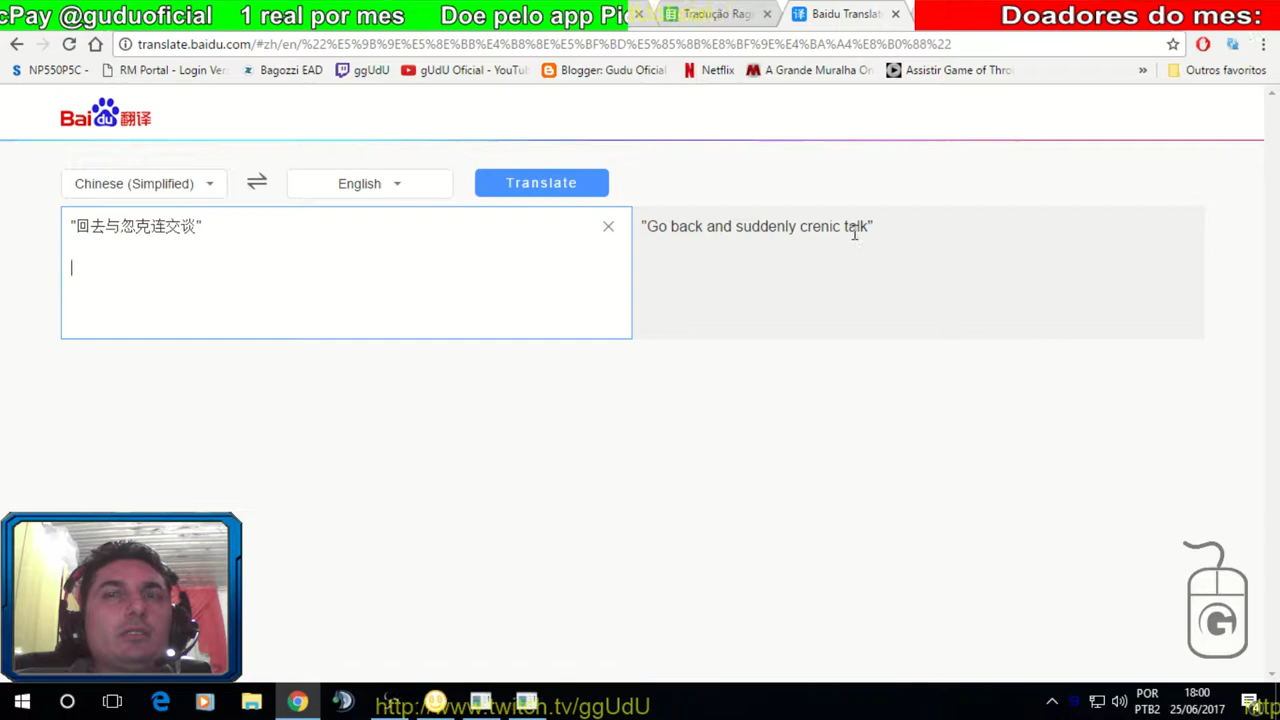 cPay @guduoficial 1 real por mes Doe pelo app Pic
Tradução Rag
Baidu Translat
Doadores do mes:
translate.baidu.com/#zh/en/%22%E5%9B%9E%E5%8E%BB%E4%B8%8E%E5%BF%BD%E5%85%8B%E8%BF%9E%E4%BA%A4%E8%B0%88%22
NP550P5C - RM Portal - Login Ver Bagozzi EAD ggUdU gUdU Oficial - YouTu Blogger: Gudu Oficial Netflix A Grande Muralha On Assistir Game of Thro » Outros favoritos
Bai du 翻译
Chinese (Simplified) English Translate
"回去与忽克连交谈"
"Go back and suddenly crenic talk"
G
http://www.twitch.tv/ggUdU
POR
PTB2
18:00
25/06/2017